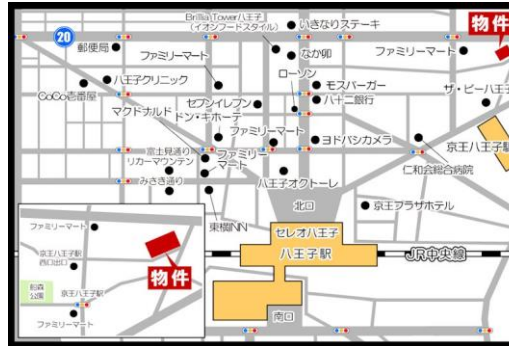 Brillia Tower八王子
(イオンフードスタイル)
いきなりステーキ
物件
20
郵便局
ファミリーマート
なか卯
ファミリーマート
八王子クリニック
ローソン
モスバーガー
ザ・ビー八王子
CoCo壱番屋
セブンイレブン
八十二銀行
マクドナルド
ドン・キホーテ
京王八王子駅
ファミリーマート
ヨドバシカメラ
富士見通り
リカーマウンテン
ファミリー
マート
仁和会総合病院
みさき通り
八王子オクトーレ
東横INN
北口
京王プラザホテル
セレオ八王子
八王子駅
JR中央線
南口
ファミリーマート
京王八王子駅
西口出口
物件
船森
公園
京王八王子駅
ファミリーマート